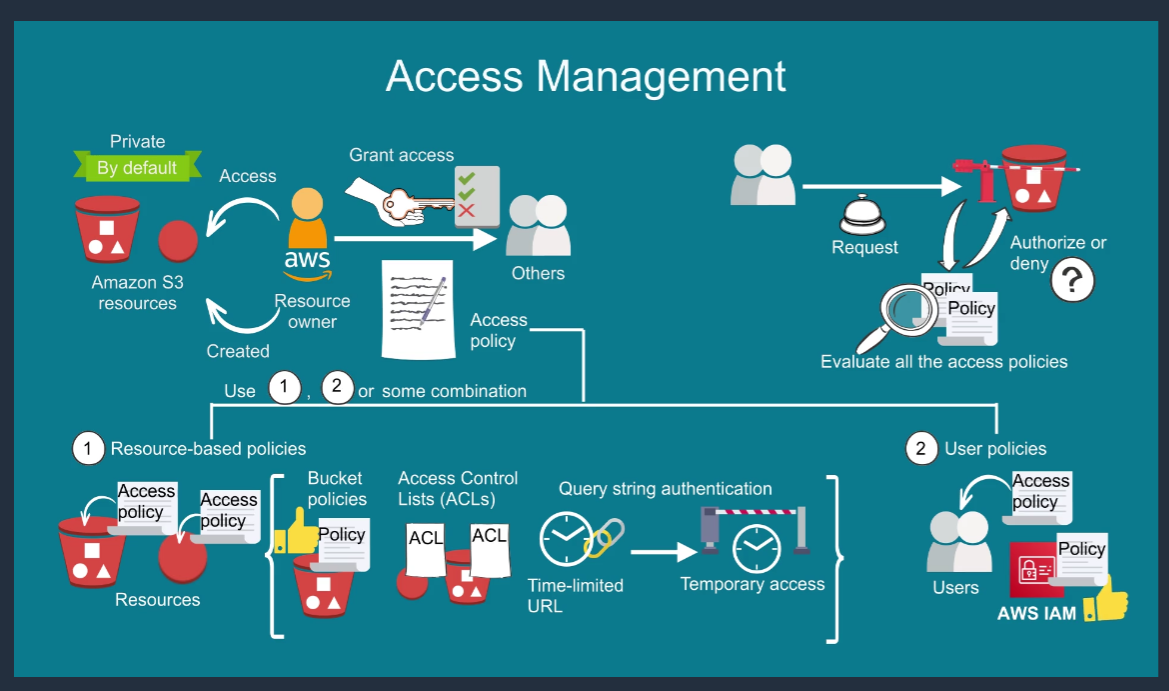 Access Management
Private
By default
Access
Amazon S3
resources
aws
Resource
owner
Created
Grant access
Others
Access
policy
Request
Authorize or
deny
?
Policy
Policy
Evaluate all the access policies
Use 1 , 2 or some combination
1 Resource-based policies
Access
policy
Access
policy
Resources
Bucket
policies
Policy
Access Control
Lists (ACLs)
ACL
ACL
Query string authentication
Time-limited
URL
Temporary access
2 User policies
Access
policy
Users
Policy
AWS IAM